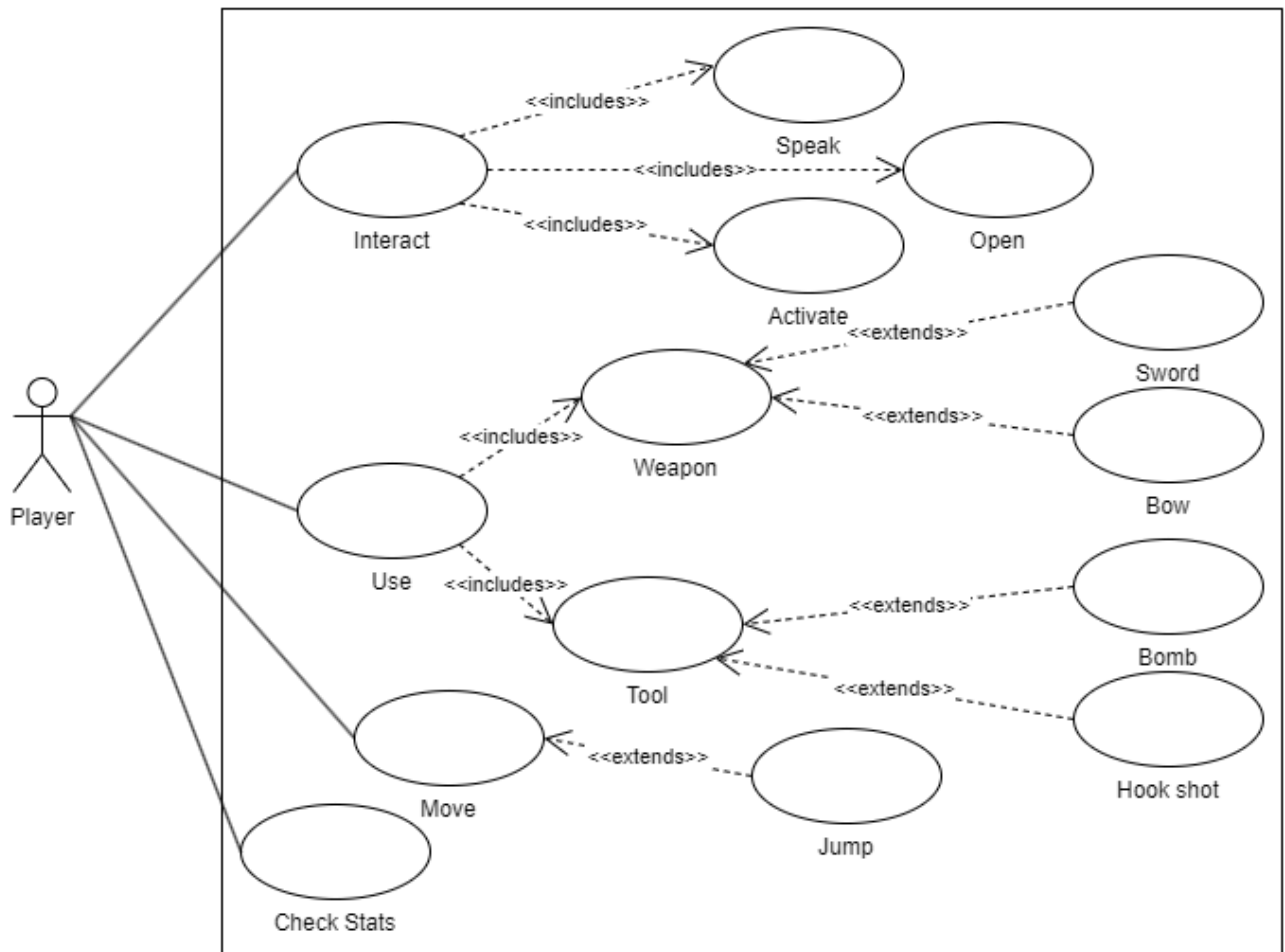 <<includes>>
Speak
<<includes>>
Interact
Open
<<includes>>
Activate
<<extends>>
Sword
<<extends>>
<<includes>>
Weapon
Bow
Player
Use
<<includes>>
<<extends>>
Bomb
Tool
<<extends>>
<<extends>>
Move
Hook shot
Jump
Check Stats